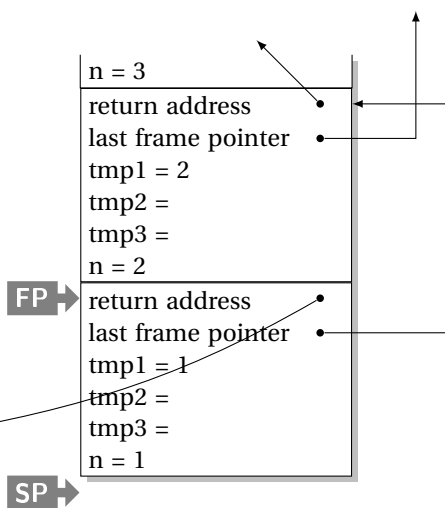 n = 3
return address
last frame pointer
tmp1 = 2
tmp2 =
tmp3 =
n = 2
FP
return address
last frame pointer
tmp1 = 1
tmp2 =
tmp3 =
n = 1
SP